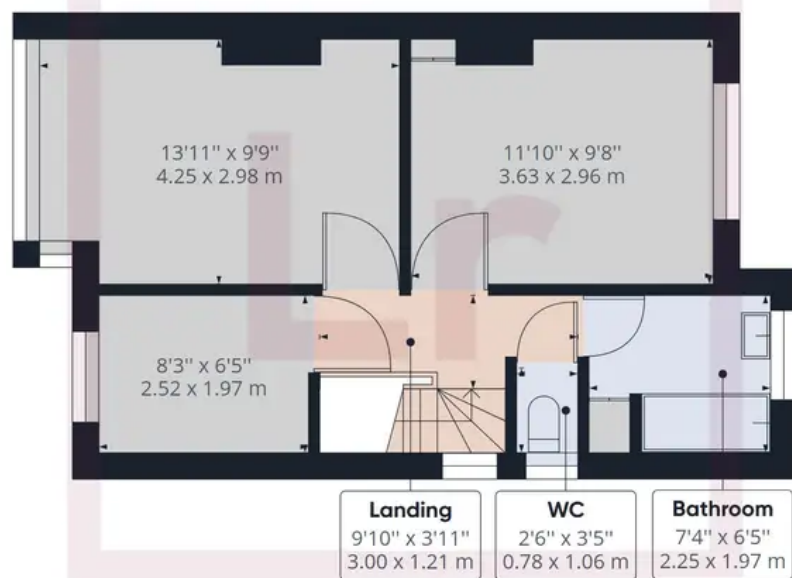 13'11" x 9'9"
4.25 x 2.98 m
11'10" x 9'8"
3.63 x 2.96 m
8'3" x 6'5"
2.52 x 1.97 m
Lr
Landing
9'10" x 3'11"
3.00 x 1.21 m
WC
2'6" x 3'5"
0.78 x 1.06 m
Bathroom
7'4" x 6'5"
2.25 x 1.97 m